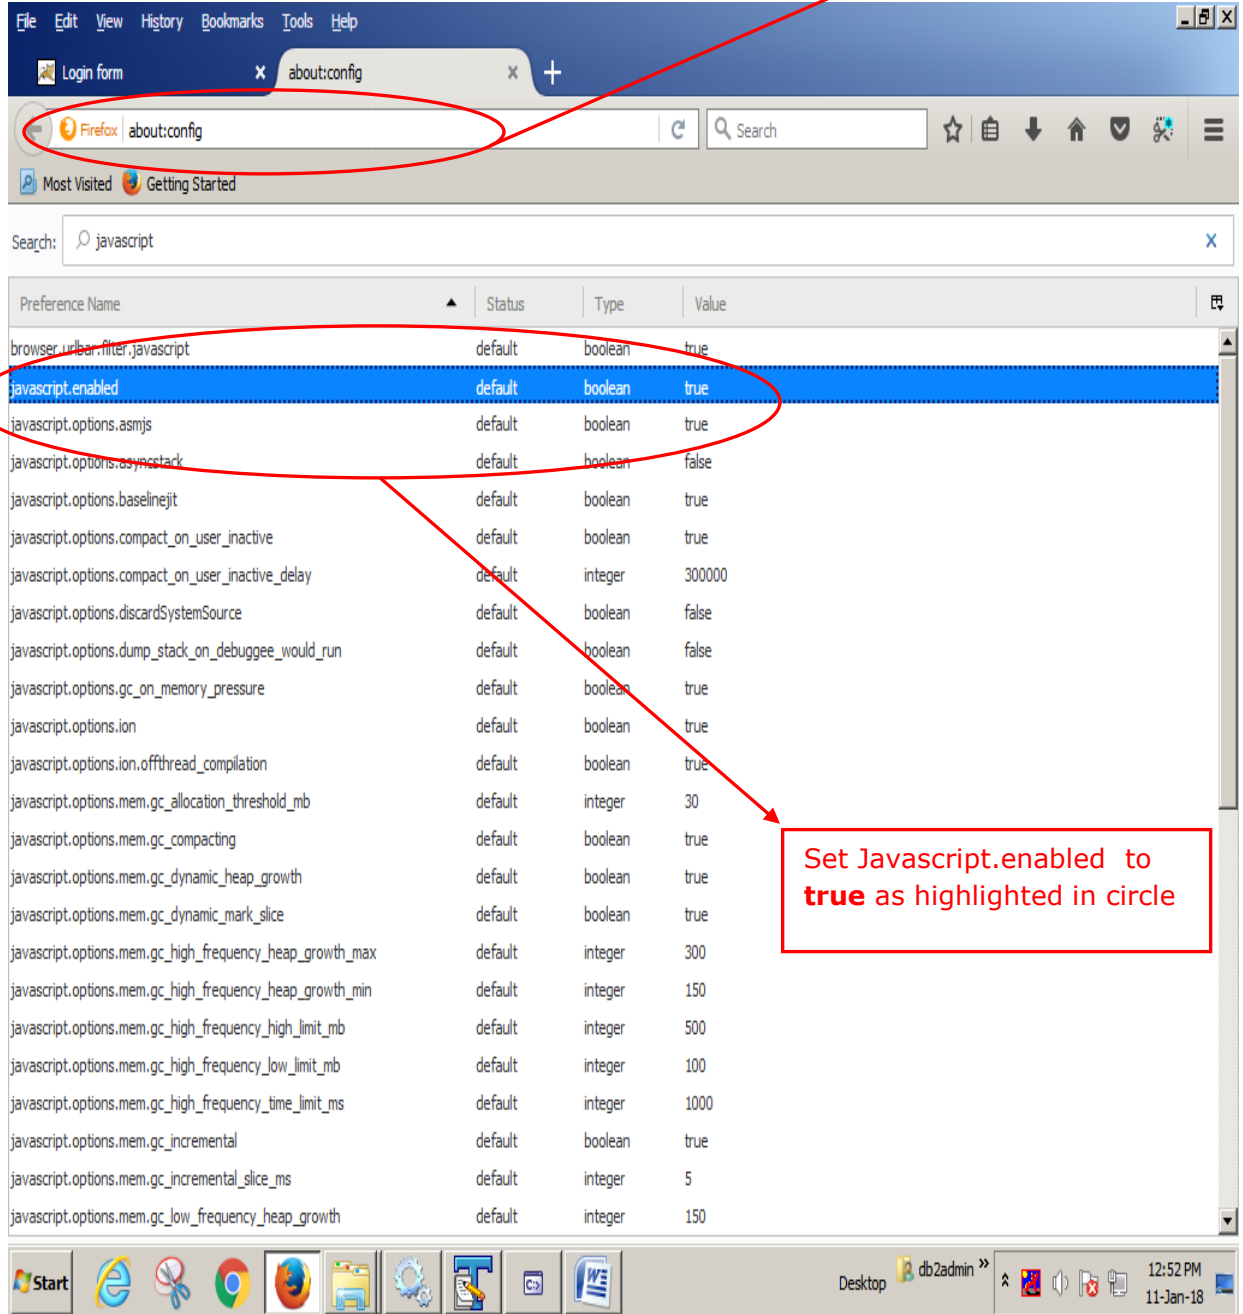 File Edit View History Bookmarks Tools Help
Login form about:config
Firefox about:config Search
Most Visited Getting Started
Search: javascript
Preference Name Status Type Value
browser.urlbar.filter.javascript default boolean true
javascript.enabled default boolean true
javascript.options.asmjs default boolean true
javascript.options.asyncstack default boolean false
javascript.options.baselinejit default boolean true
javascript.options.compact_on_user_inactive default boolean true
javascript.options.compact_on_user_inactive_delay default integer 300000
javascript.options.discardSystemSource default boolean false
javascript.options.dump_stack_on_debuggee_would_run default boolean false
javascript.options.gc_on_memory_pressure default boolean true
javascript.options.ion default boolean true
javascript.options.ion.offthread_compilation default boolean true
javascript.options.mem.gc_allocation_threshold_mb default integer 30
javascript.options.mem.gc_compacting default boolean true
javascript.options.mem.gc_dynamic_heap_growth default boolean true
javascript.options.mem.gc_dynamic_mark_slice default boolean true
javascript.options.mem.gc_high_frequency_heap_growth_max default integer 300
javascript.options.mem.gc_high_frequency_heap_growth_min default integer 150
javascript.options.mem.gc_high_frequency_high_limit_mb default integer 500
javascript.options.mem.gc_high_frequency_low_limit_mb default integer 100
javascript.options.mem.gc_high_frequency_time_limit_ms default integer 1000
javascript.options.mem.gc_incremental default boolean true
javascript.options.mem.gc_incremental_slice_ms default integer 5
javascript.options.mem.gc_low_frequency_heap_growth default integer 150
Set Javascript.enabled to
true as highlighted in circle
Start Desktop db2admin » 12:52 PM
11-Jan-18